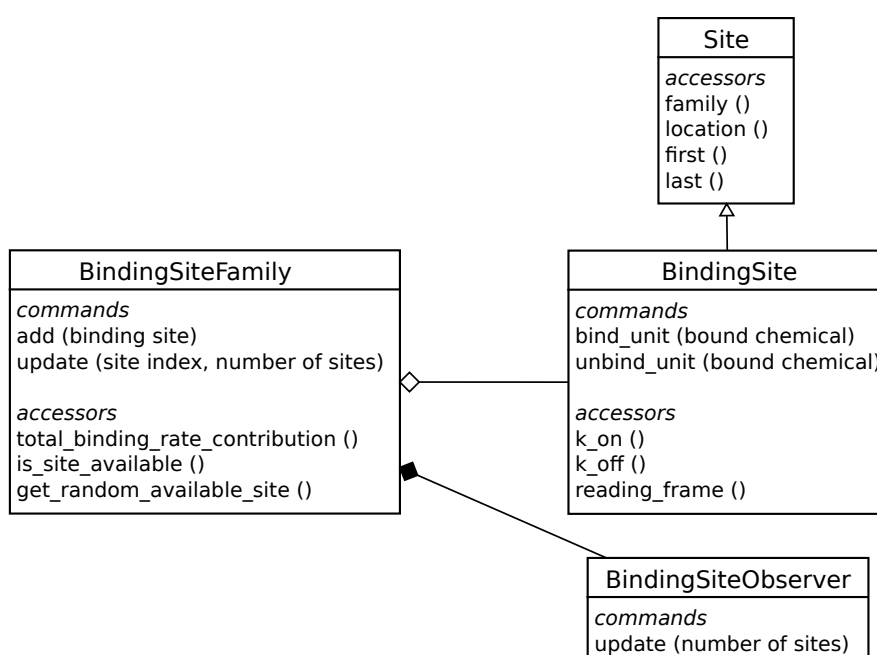 Site
accessors
family ()
location ()
first ()
last ()
BindingSiteFamily
commands
add (binding site)
update (site index, number of sites)
accessors
total_binding_rate_contribution ()
is_site_available ()
get_random_available_site ()
BindingSite
commands
bind_unit (bound chemical)
unbind_unit (bound chemical)
accessors
k_on ()
k_off ()
reading_frame ()
BindingSiteObserver
commands
update (number of sites)